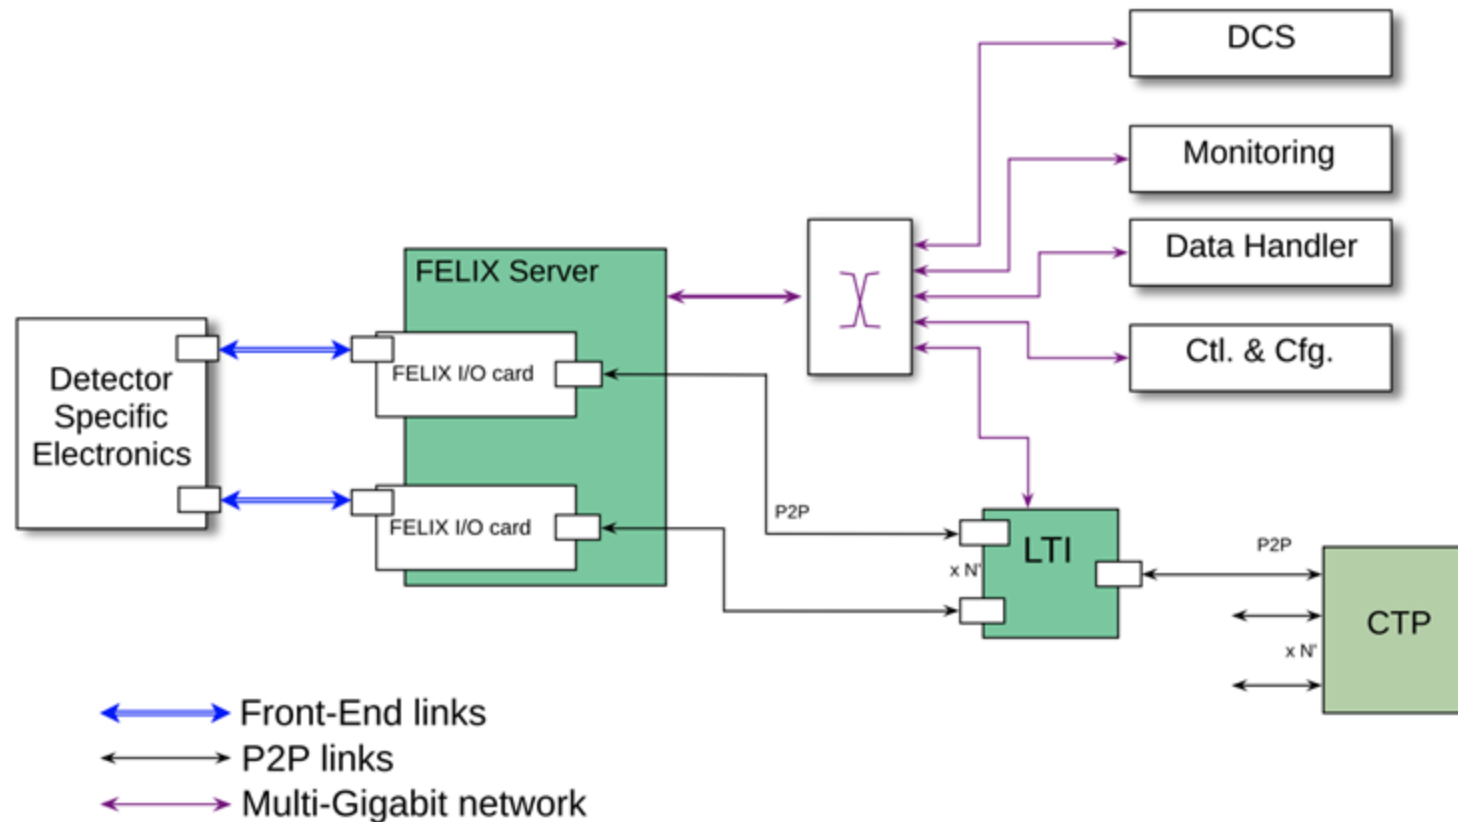 DCS
Monitoring
Data Handler
Ctl. & Cfg.
FELIX Server
FELIX I/O card
FELIX I/O card
Detector
Specific
Electronics
P2P
x N'
LTI
P2P
x N'
CTP
Front-End links
P2P links
Multi-Gigabit network